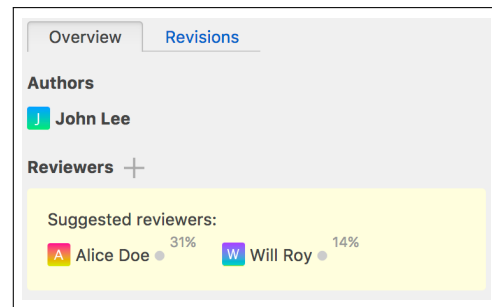 Overview Revisions
Authors
J John Lee
Reviewers
Suggested reviewers:
A Alice Doe 31% W Will Roy 14%